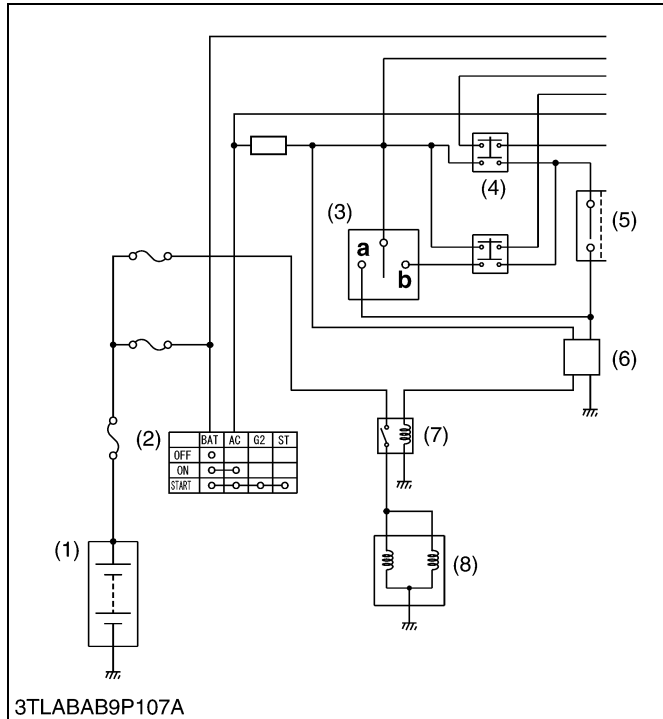 (4)
(3)
(5)
a
b
(6)
(2)
BAT AC G2 ST
OFF
ON
START
(7)
(1)
(8)
3TLABAB9P107A